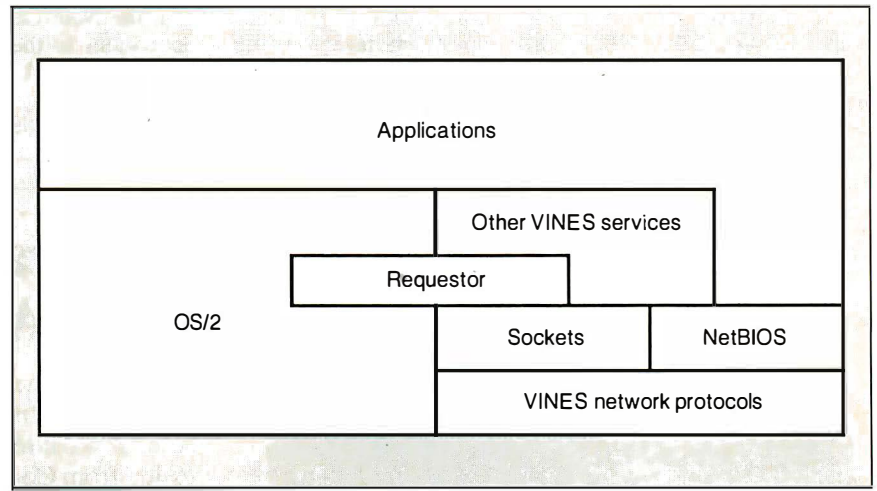 Applications
Other VINES services
Requestor
OS/2
Sockets
NetBIOS
VINES network protocols